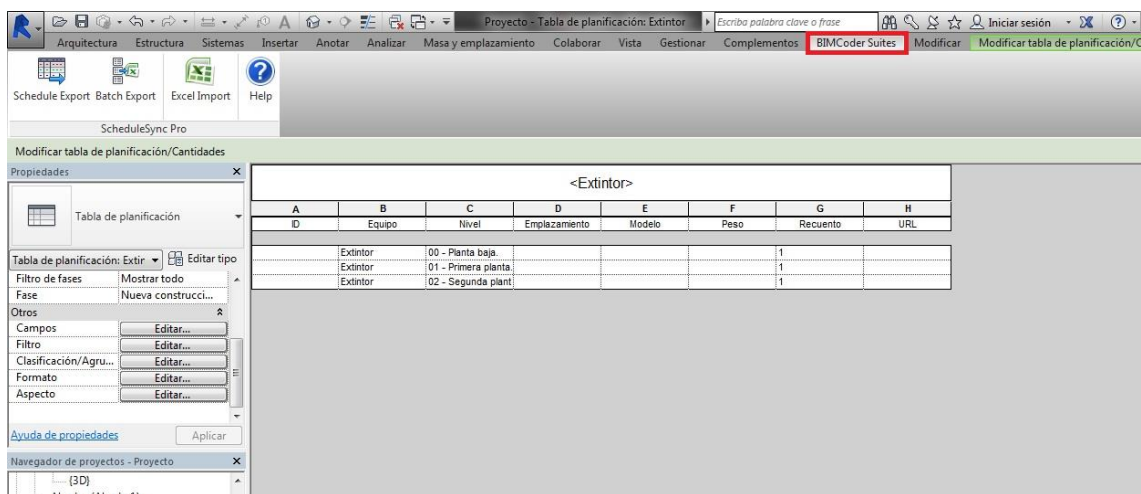 Proyecto - Tabla de planificación: Extintor Escriba palabra clave o frase Iniciar sesión
Arquitectura Estructura Sistemas Insertar Anotar Analizar Masa y emplazamiento Colaborar Vista Gestionar Complementos BIMCoder Suites Modificar Modificar tabla de planificación/C
Schedule Export Batch Export Excel Import Help
ScheduleSync Pro
Modificar tabla de planificación/Cantidades
Propiedades
Tabla de planificación
Tabla de planificación: Extir Editar tipo
Filtro de fases Mostrar todo
Fase Nueva construcci...
Otros
Campos Editar...
Filtro Editar...
Clasificación/Agru... Editar...
Formato Editar...
Aspecto Editar...
Ayuda de propiedades Aplicar
Navegador de proyectos - Proyecto
{3D}
<Extintor>
A B C D E F G H
ID Equipo Nivel Emplazamiento Modelo Peso Recuento URL
Extintor 00 - Planta baja. 1
Extintor 01 - Primera planta. 1
Extintor 02 - Segunda plant 1